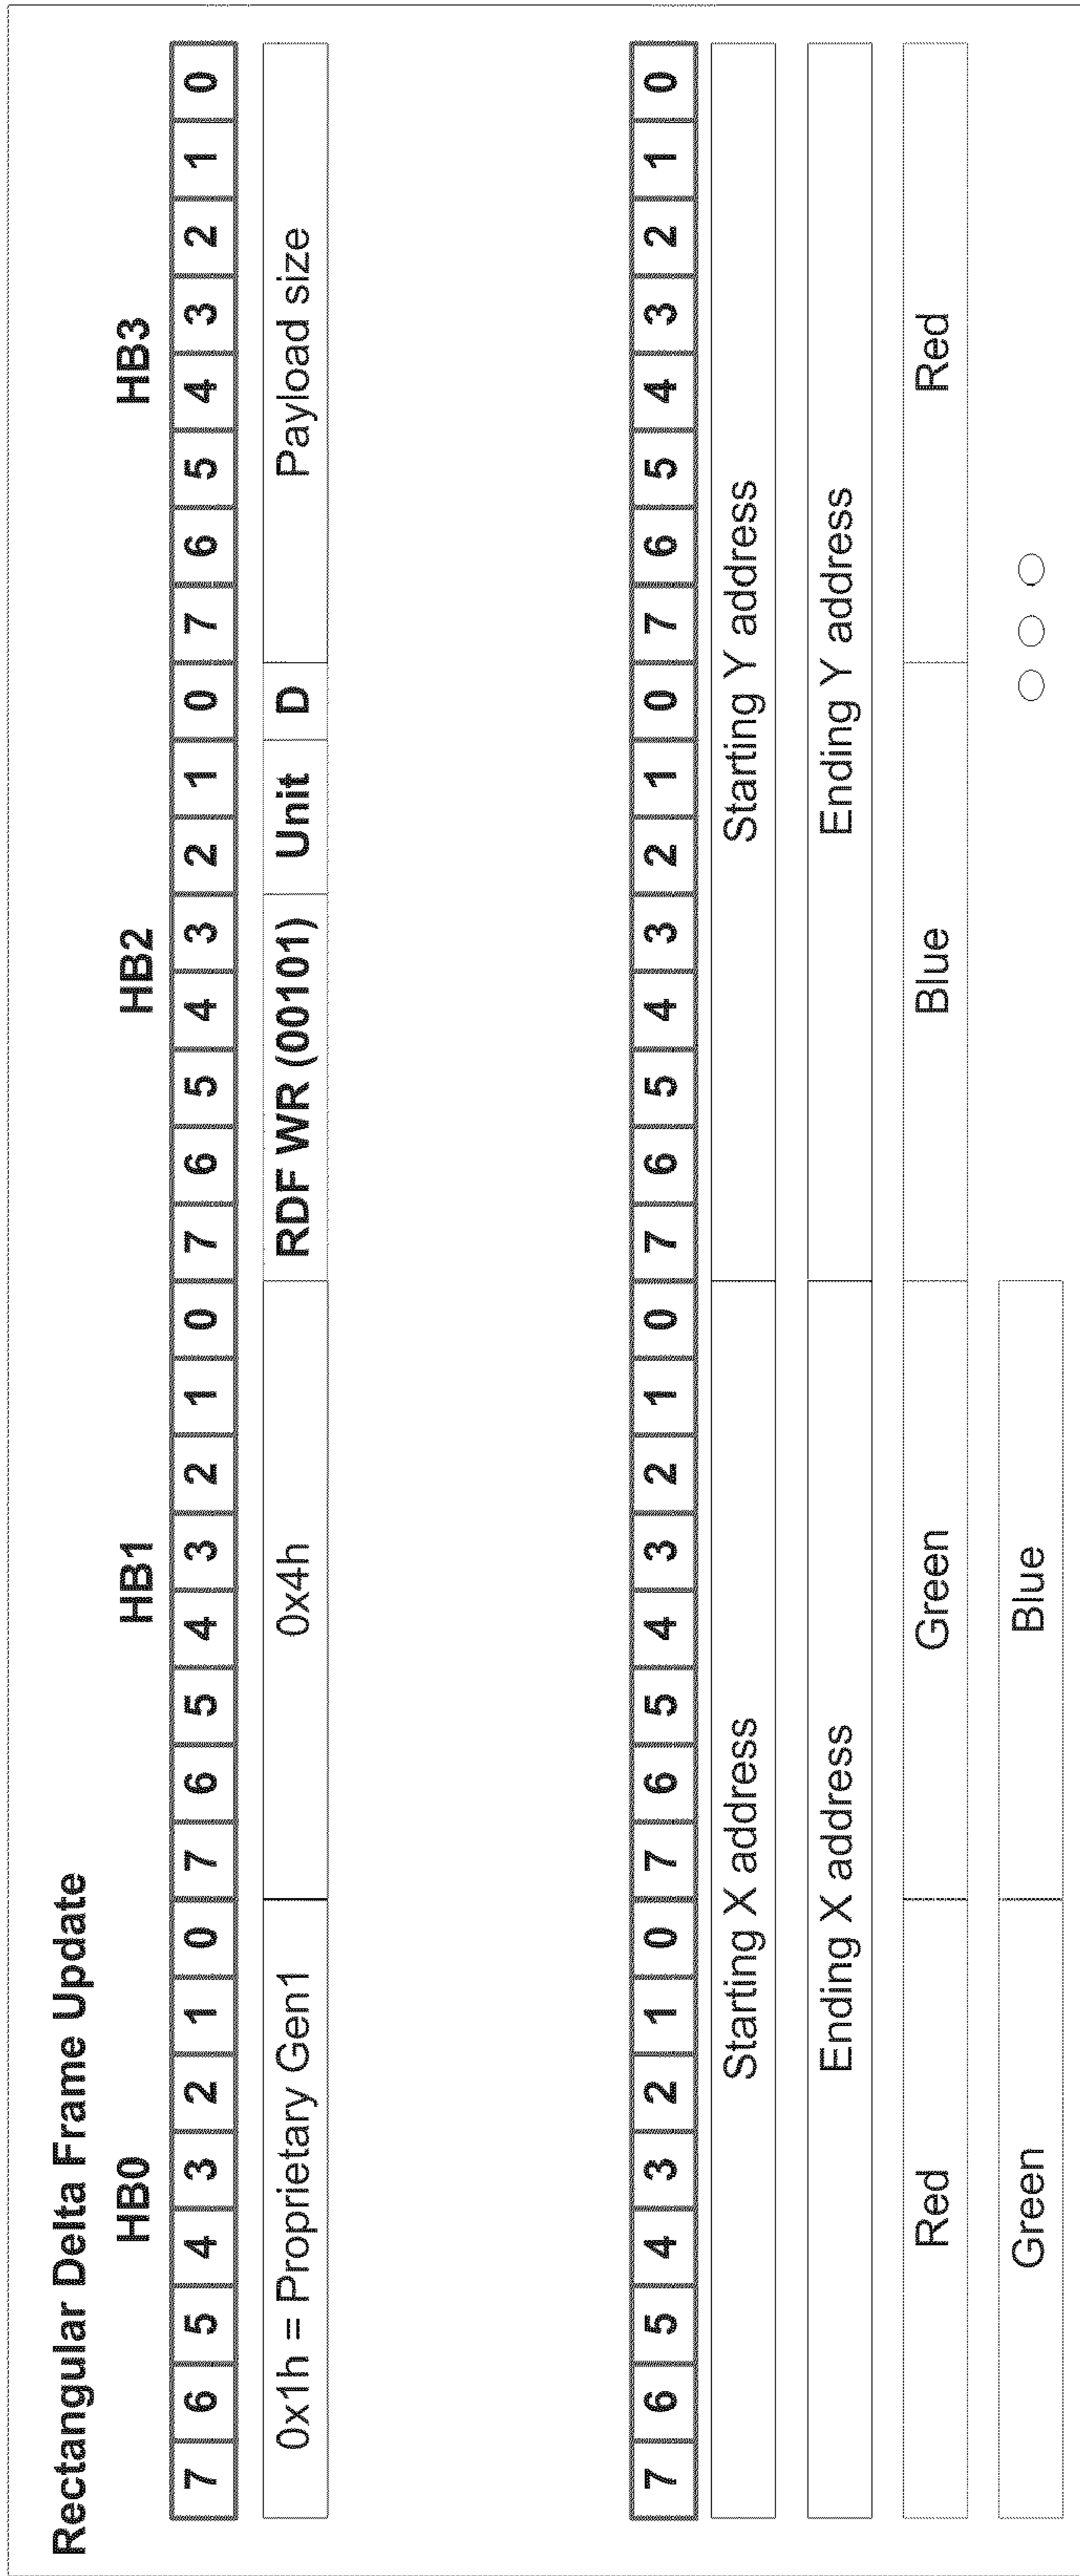 Rectangular Delta Frame Update
HB0 HB1 HB2 HB3
7 6 5 4 3 2 1 0 7 6 5 4 3 2 1 0 7 6 5 4 3 2 1 0 7 6 5 4 3 2 1 0
0x1h = Proprietary Gen1 0x4h RDF WR (00101) Unit D Payload size
7 6 5 4 3 2 1 0 7 6 5 4 3 2 1 0 7 6 5 4 3 2 1 0 7 6 5 4 3 2 1 0
Starting X address Starting Y address
Ending X address Ending Y address
Red Green Blue Red
Green Blue